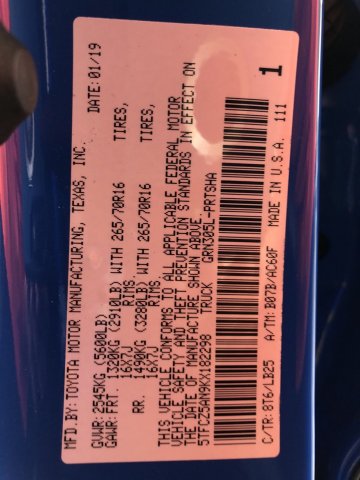 MFD.BY: TOYOTA MOTOR MANUFACTURING, TEXAS, INC. DATE: 01/19
GVWR: 2545KG (5600LB)
GAWR: FRT. 1320KG (2910LB) WITH 265/70R16 TIRES,
16X7J RIMS
RR. 1490KG (3280LB) WITH 265/70R16 TIRES,
16X7J RIMS
THIS VEHICLE CONFORMS TO ALL APPLICABLE FEDERAL MOTOR
VEHICLE SAFETY AND THEFT PREVENTION STANDARDS IN EFFECT ON
THE DATE OF MANUFACTURE SHOWN ABOVE.
5TFCZ5AN9KX182298 TRUCK GRN305L-PRTSHA
C/TR: 8T6/LB25 A/TM: B07B/AC60F MADE IN U.S.A.
111
1